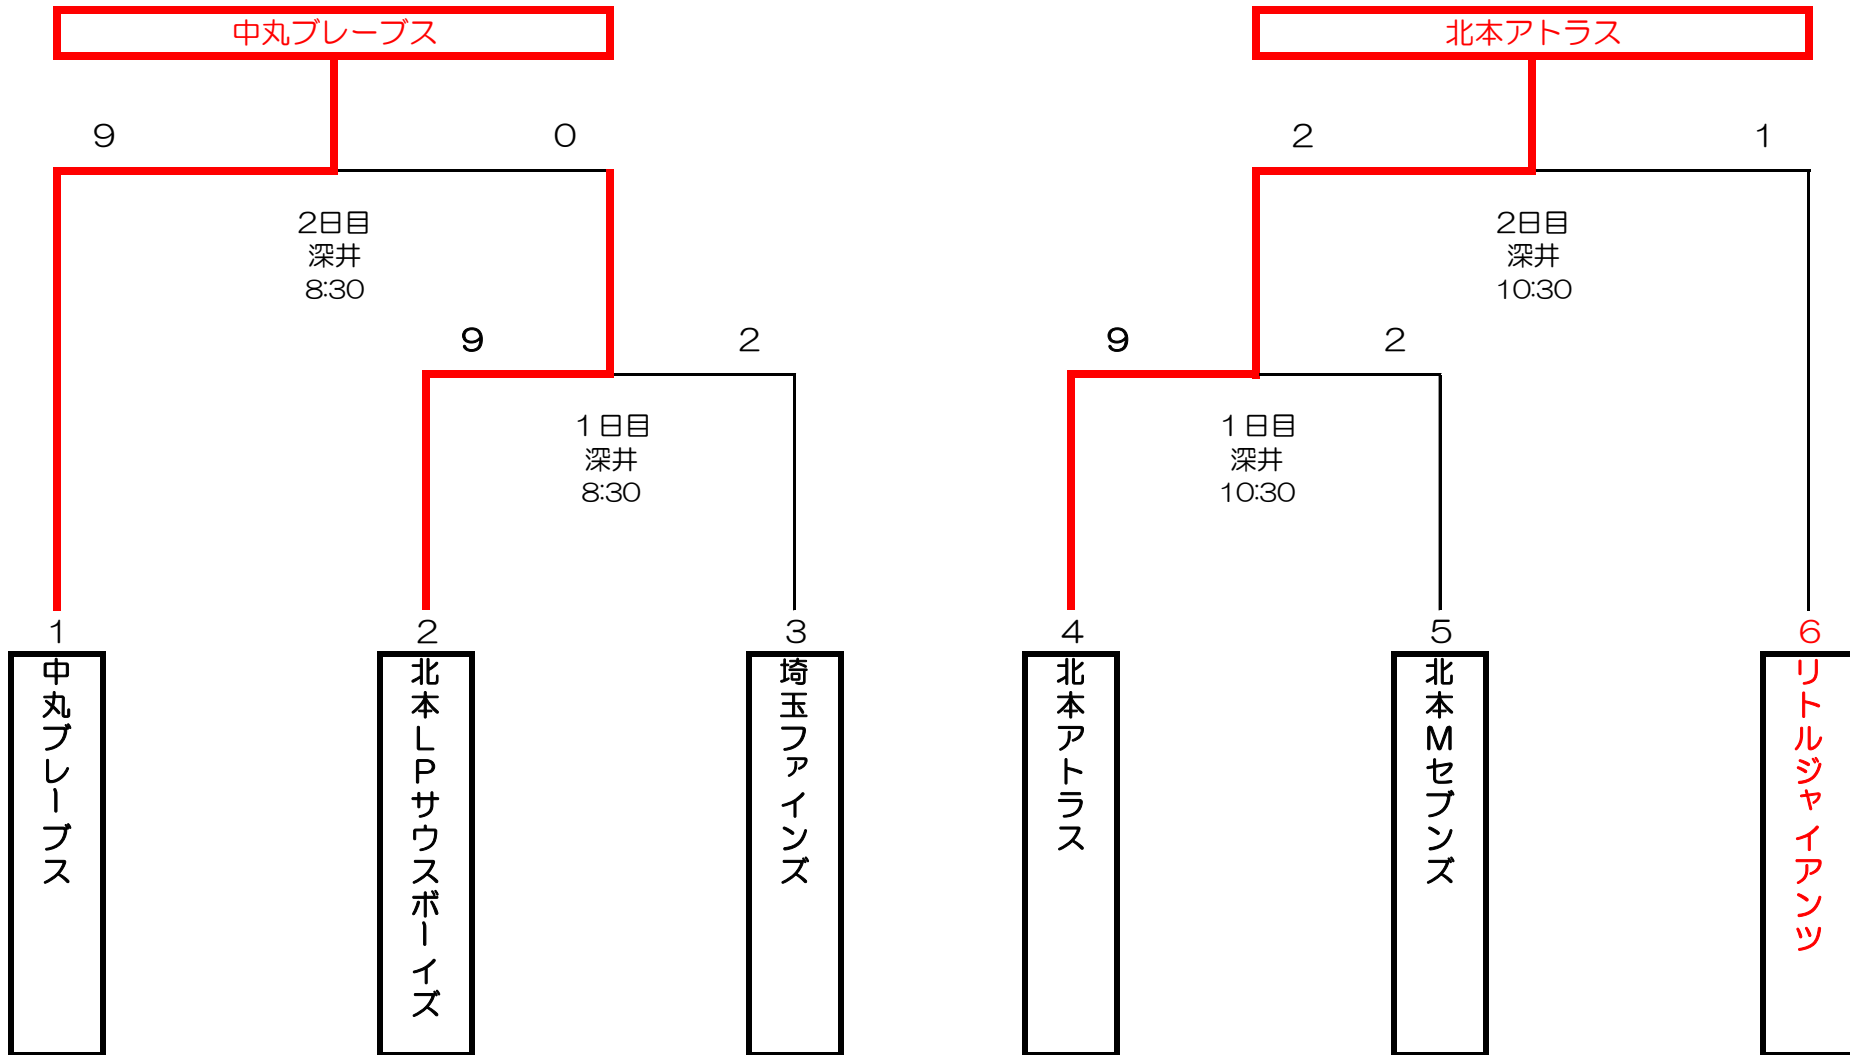 中丸ブレーブス
北本アトラス
9 0
2 1
2日目
深井
8:30
2日目
深井
10:30
9 2
9 2
1日目
深井
8:30
1日目
深井
10:30
1
中丸ブレーブス
2
北本LPサウスボーイズ
3
埼玉ファインズ
4
北本アトラス
5
北本Mセブンズ
6
リトルジャイアンツ